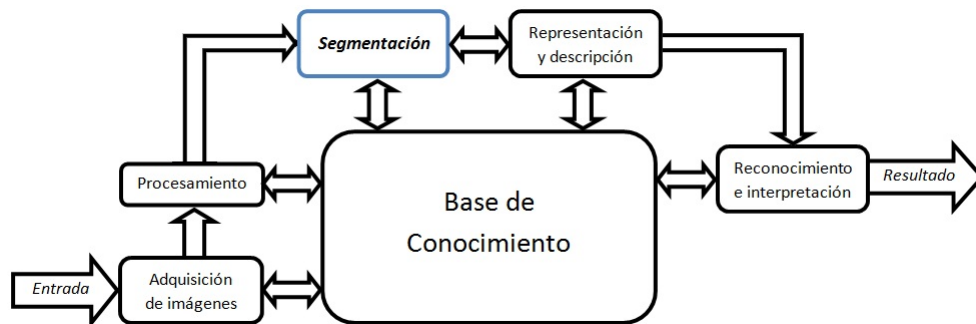 Segmentación
Representación
y descripción
Procesamiento
Reconocimiento
e interpretación
Resultado
Base de
Conocimiento
Entrada
Adquisición
de imágenes